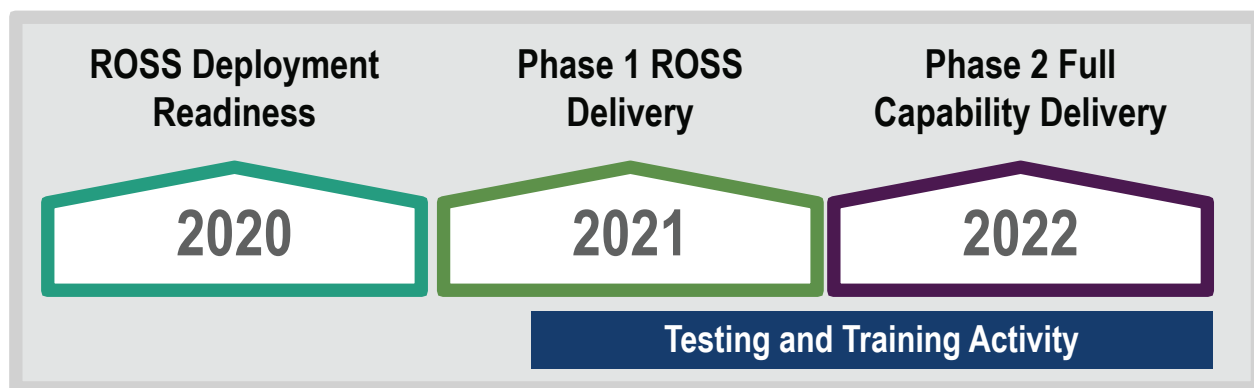 ROSS Deployment
Readiness
Phase 1 ROSS
Delivery
Phase 2 Full
Capability Delivery
2020
2021
2022
Testing and Training Activity